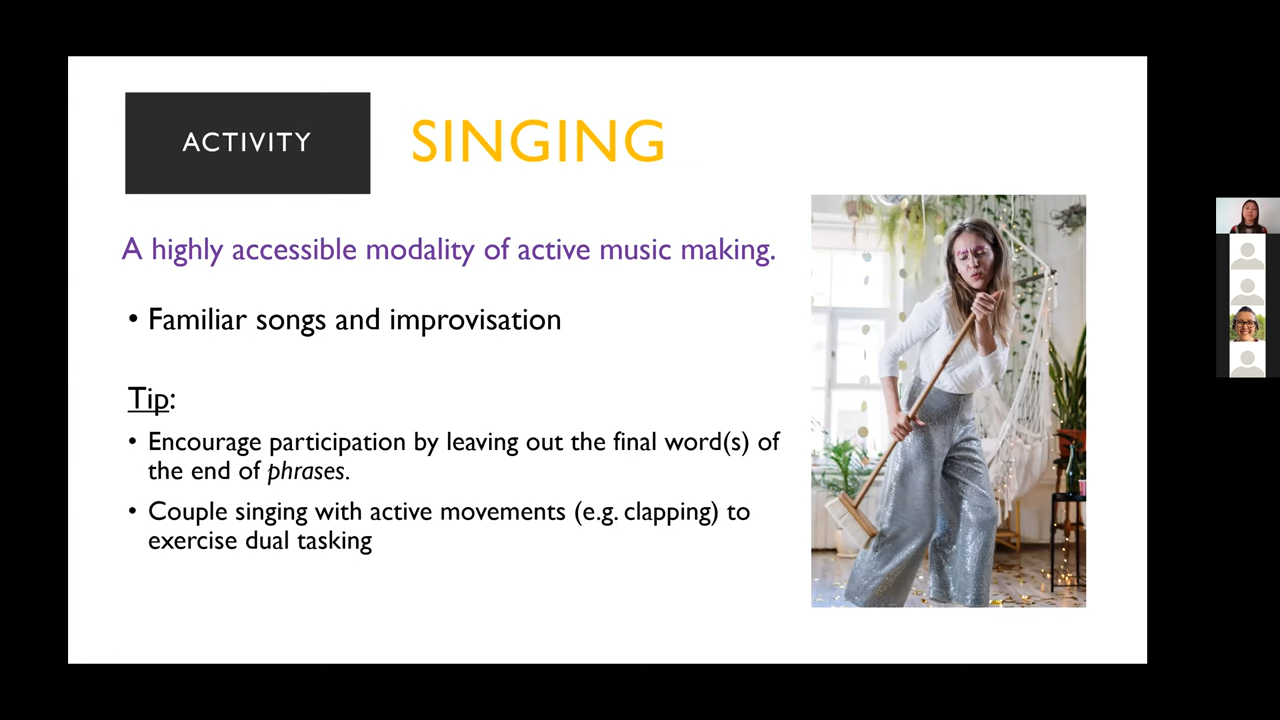 ACTIVITY
SINGING
A highly accessible modality of active music making.
• Familiar songs and improvisation
Tip:
• Encourage participation by leaving out the final word(s) of
the end of phrases.
• Couple singing with active movements (e.g. clapping) to
exercise dual tasking